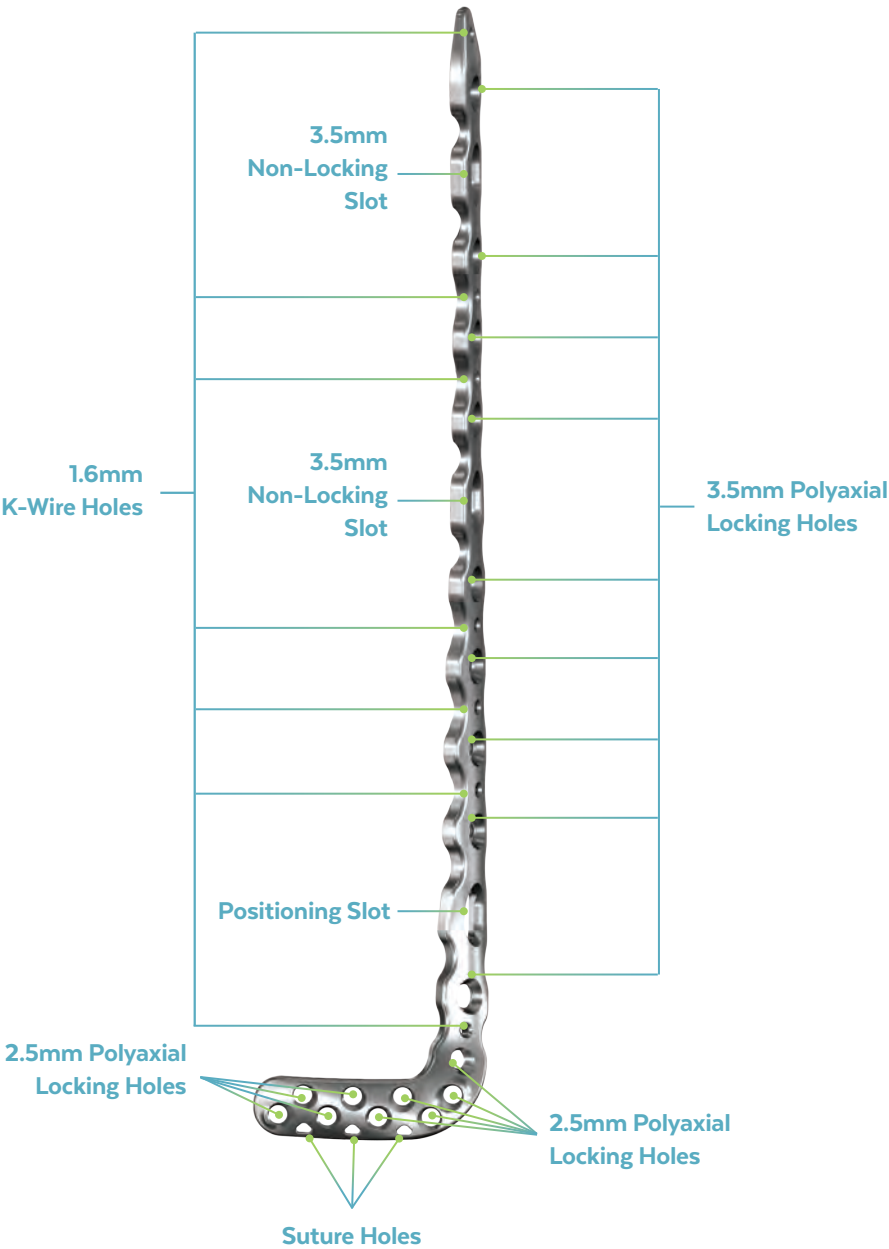 3.5mm
Non-Locking
Slot
1.6mm
K-Wire Holes
3.5mm
Non-Locking
Slot
3.5mm Polyaxial
Locking Holes
Positioning Slot
2.5mm Polyaxial
Locking Holes
2.5mm Polyaxial
Locking Holes
Suture Holes